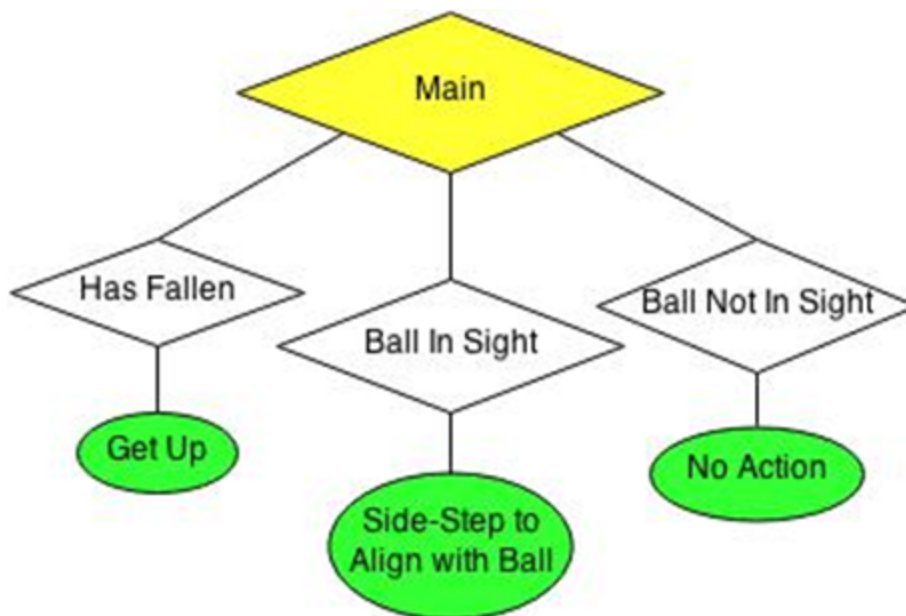 Main
Has Fallen
Ball In Sight
Ball Not In Sight
Get Up
Side-Step to
Align with Ball
No Action